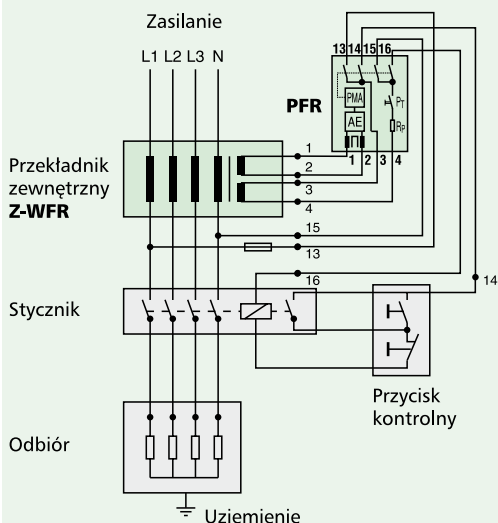 Zasilanie
L1 L2 L3 N
13 14 15 16
PFR
PMA
AE
PT
RP
1 2 3 4
Przekładnik
zewnętrzny
Z-WFR
1
2
3
4
15
13
16
14
Stycznik
Przycisk
kontrolny
Odbiór
Uziemienie